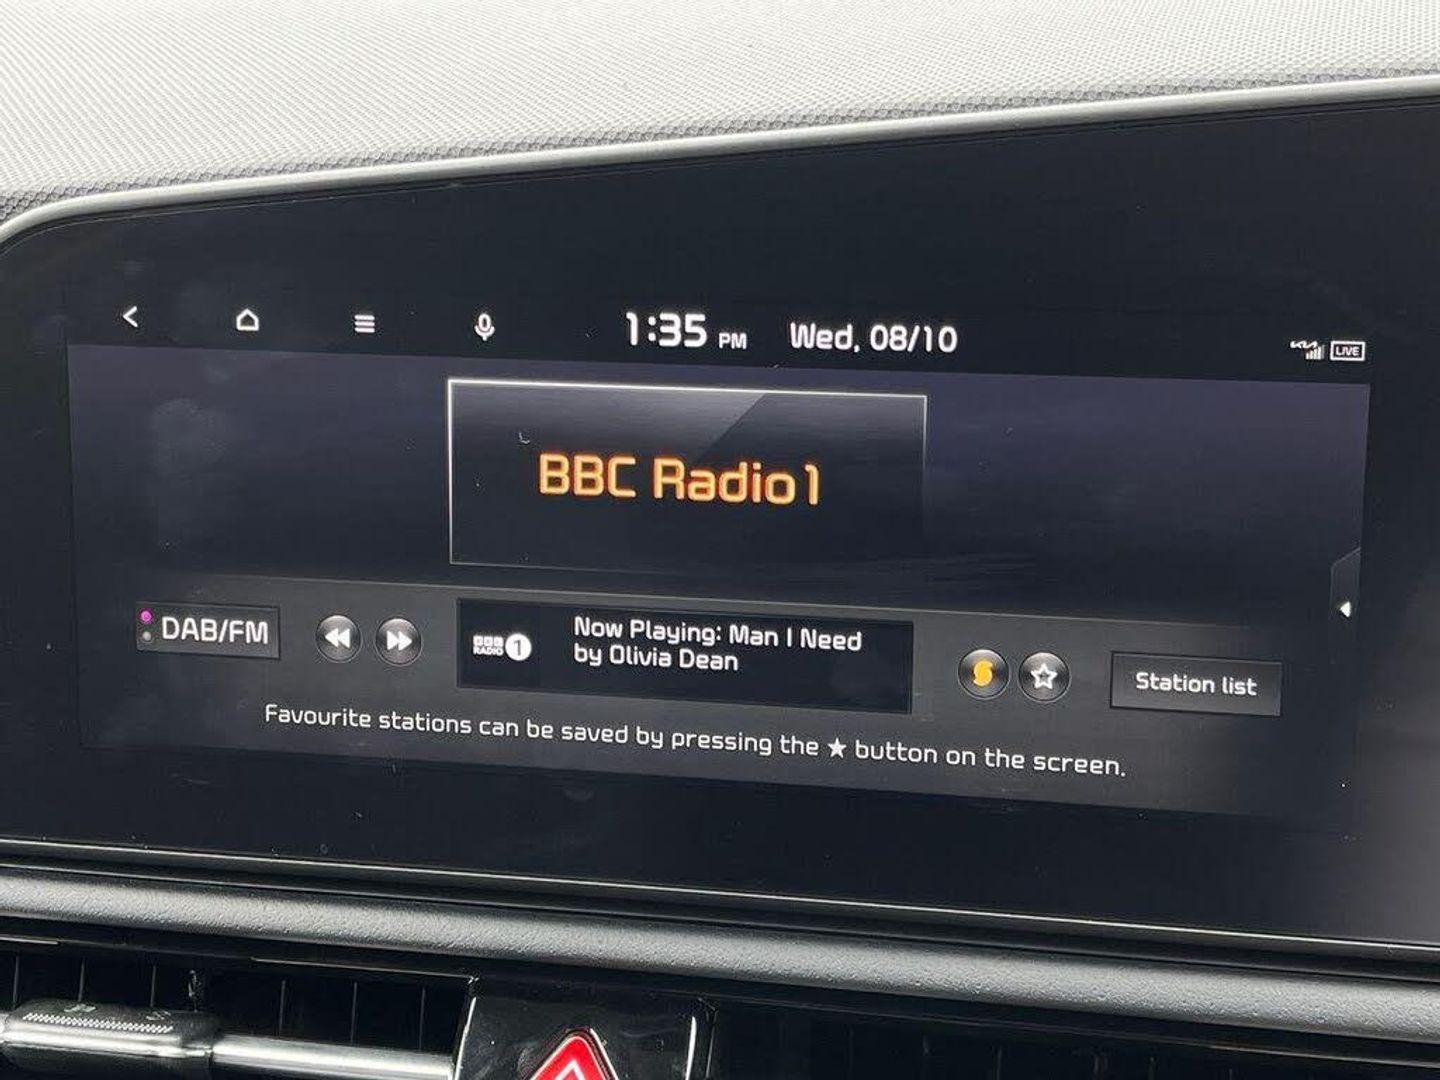 1:35 PM Wed, 08/10
LIVE
BBC Radio 1
DAB/FM
BBC
RADIO 1
Now Playing: Man I Need
by Olivia Dean
Station list
Favourite stations can be saved by pressing the ★ button on the screen.